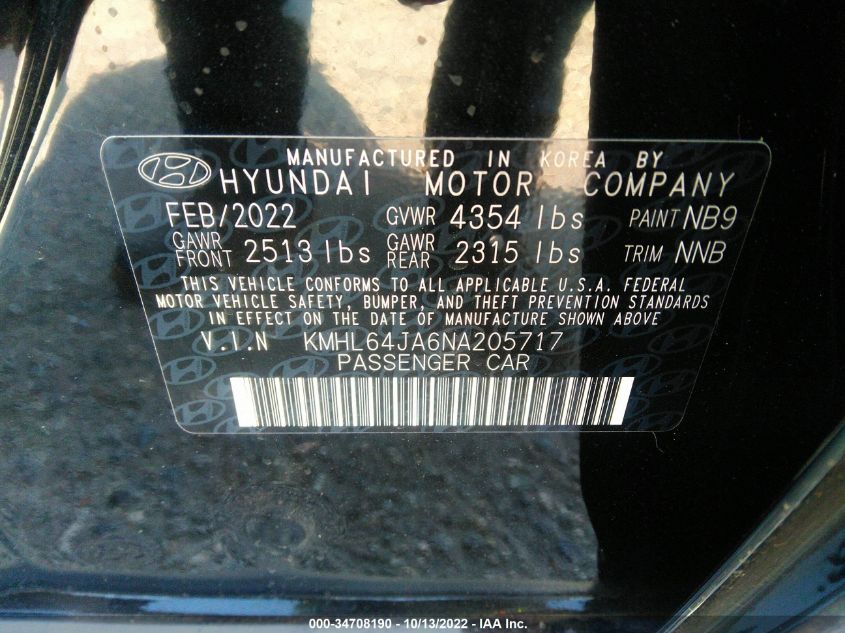 MANUFACTURED IN KOREA BY
HYUNDAI MOTOR COMPANY
FEB/2022 GVWR 4354 lbs PAINT NB9
GAWR FRONT 2513 lbs GAWR REAR 2315 lbs TRIM NNB
THIS VEHICLE CONFORMS TO ALL APPLICABLE U.S.A. FEDERAL
MOTOR VEHICLE SAFETY, BUMPER, AND THEFT PREVENTION STANDARDS
IN EFFECT ON THE DATE OF MANUFACTURE SHOWN ABOVE
V.I.N KMHL64JA6NA205717
PASSENGER CAR
000-34708190 - 10/13/2022 - IAA Inc.